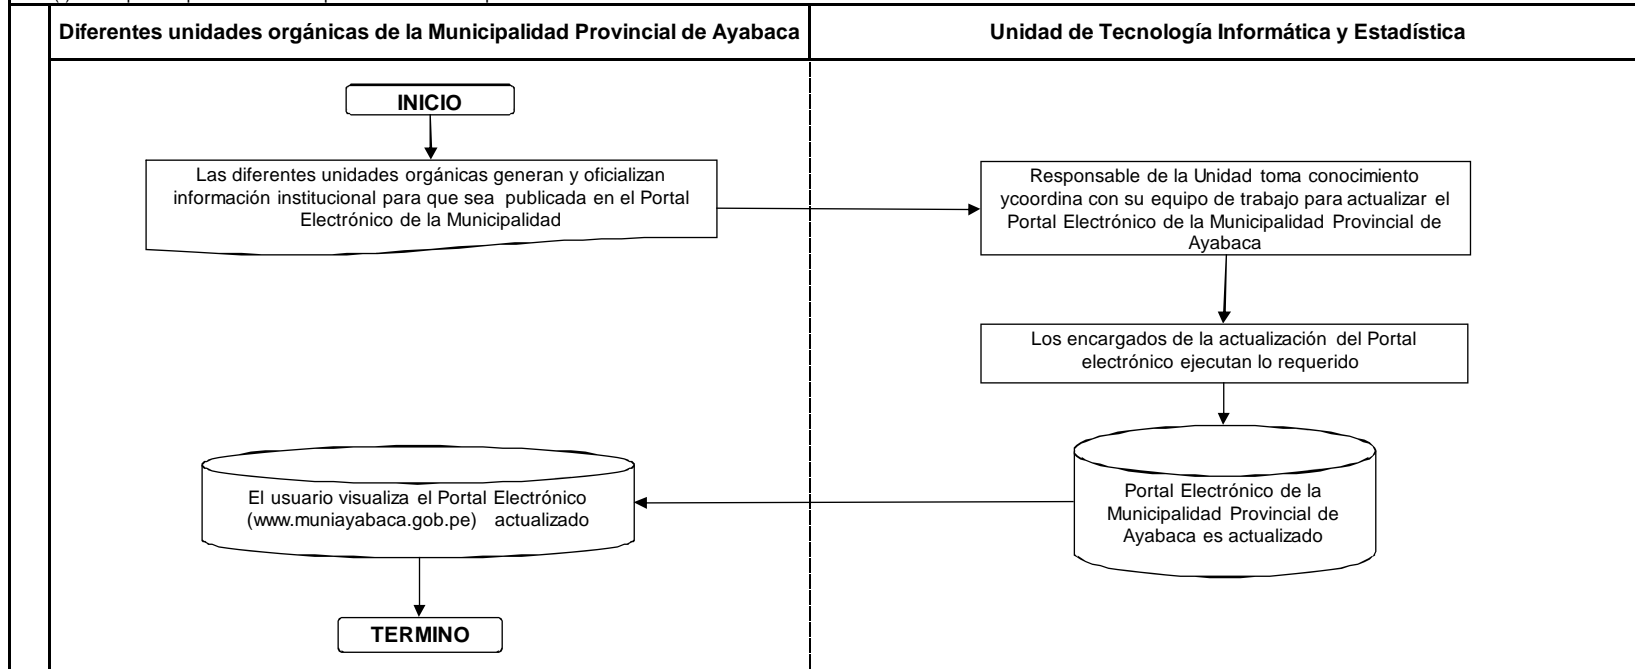 Diferentes unidades orgánicas de la Municipalidad Provincial de Ayabaca
Unidad de Tecnología Informática y Estadística
INICIO
Las diferentes unidades orgánicas generan y oficializan
información institucional para que sea publicada en el Portal
Electrónico de la Municipalidad
Responsable de la Unidad toma conocimiento
ycoordina con su equipo de trabajo para actualizar el
Portal Electrónico de la Municipalidad Provincial de
Ayabaca
Los encargados de la actualización del Portal
electrónico ejecutan lo requerido
Portal Electrónico de la
Municipalidad Provincial de
Ayabaca es actualizado
El usuario visualiza el Portal Electrónico
(www.muniayabaca.gob.pe) actualizado
TERMINO